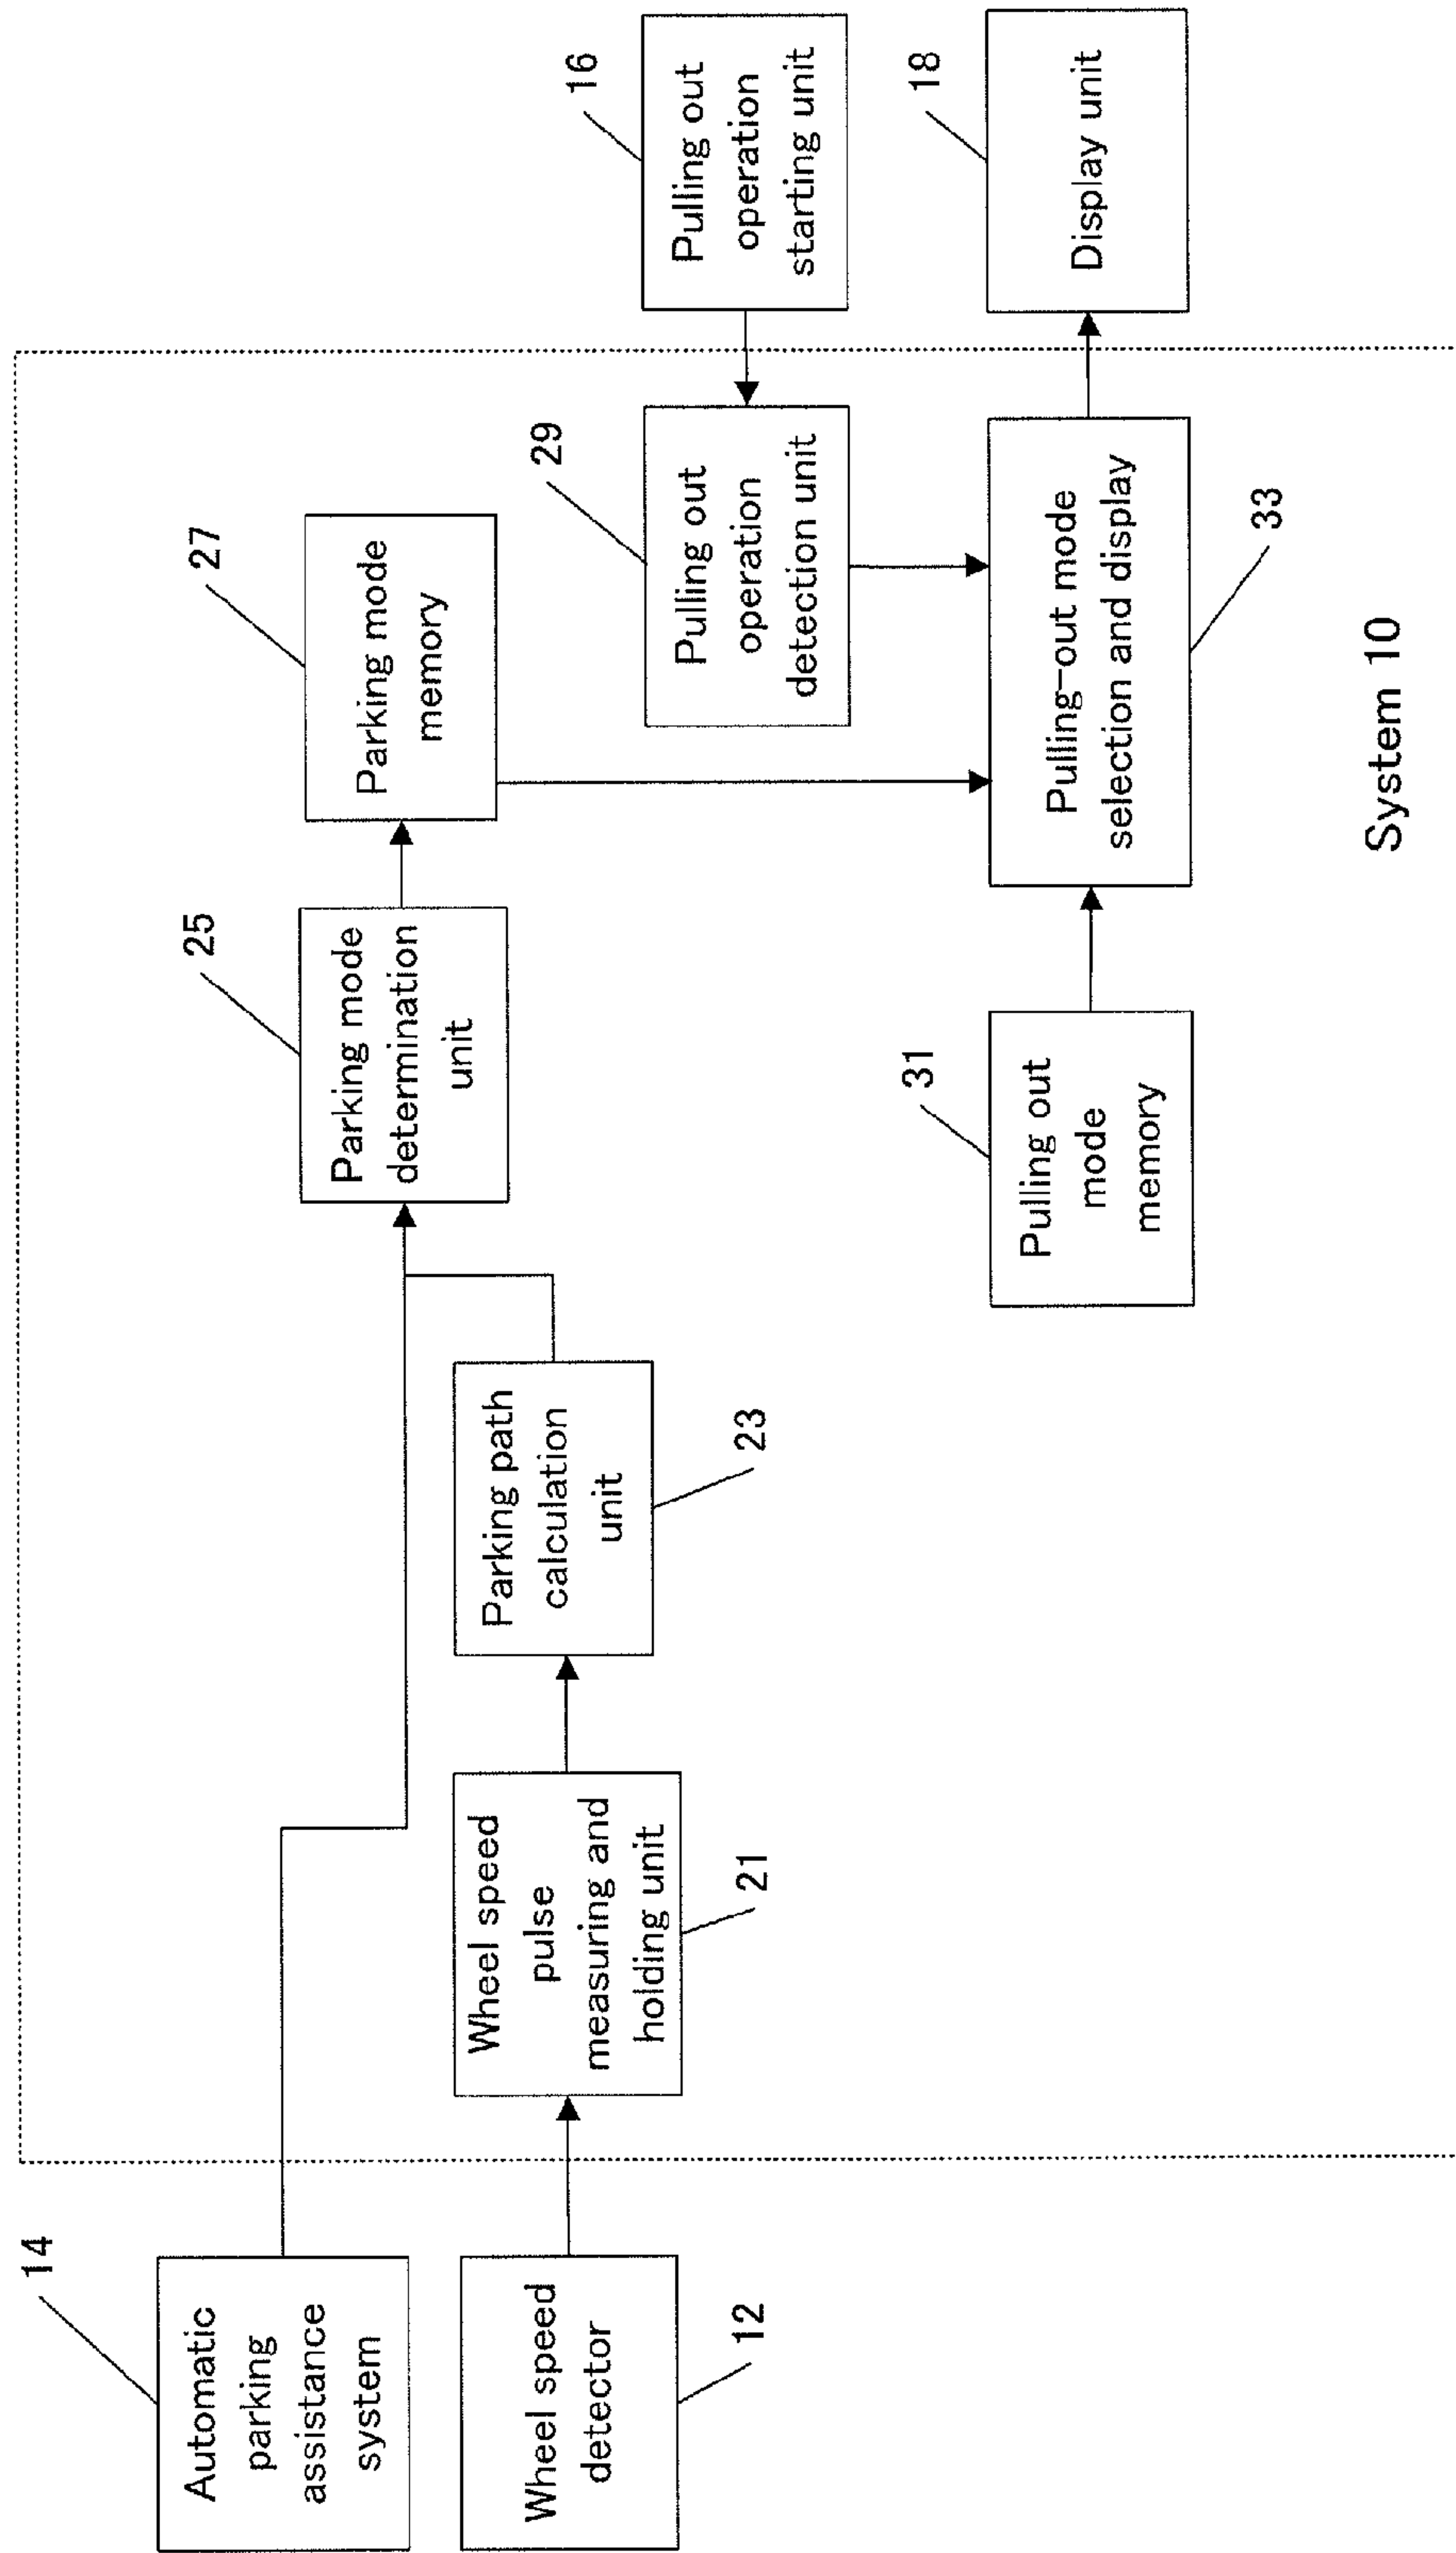 14
Automatic
parking
assistance
system
Wheel speed
detector
12
Wheel speed
pulse
measuring and
holding unit
21
Parking path
calculation
unit
23
25
Parking mode
determination
unit
27
Parking mode
memory
31
Pulling out
mode
memory
29
Pulling out
operation
detection unit
Pulling-out mode
selection and display
33
16
Pulling out
operation
starting unit
18
Display unit
System 10